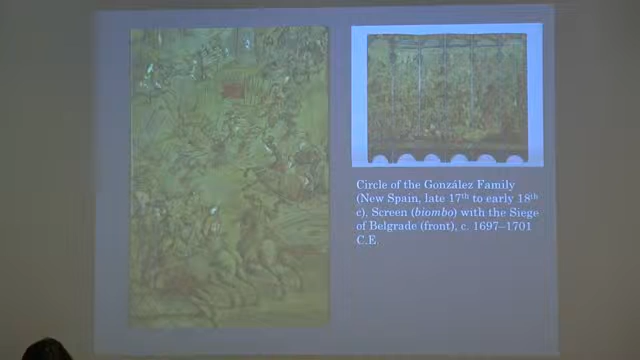 Circle of the González Family
(New Spain, late 17th to early 18th
c), Screen (biombo) with the Siege
of Belgrade (front), c. 1697–1701
C.E.